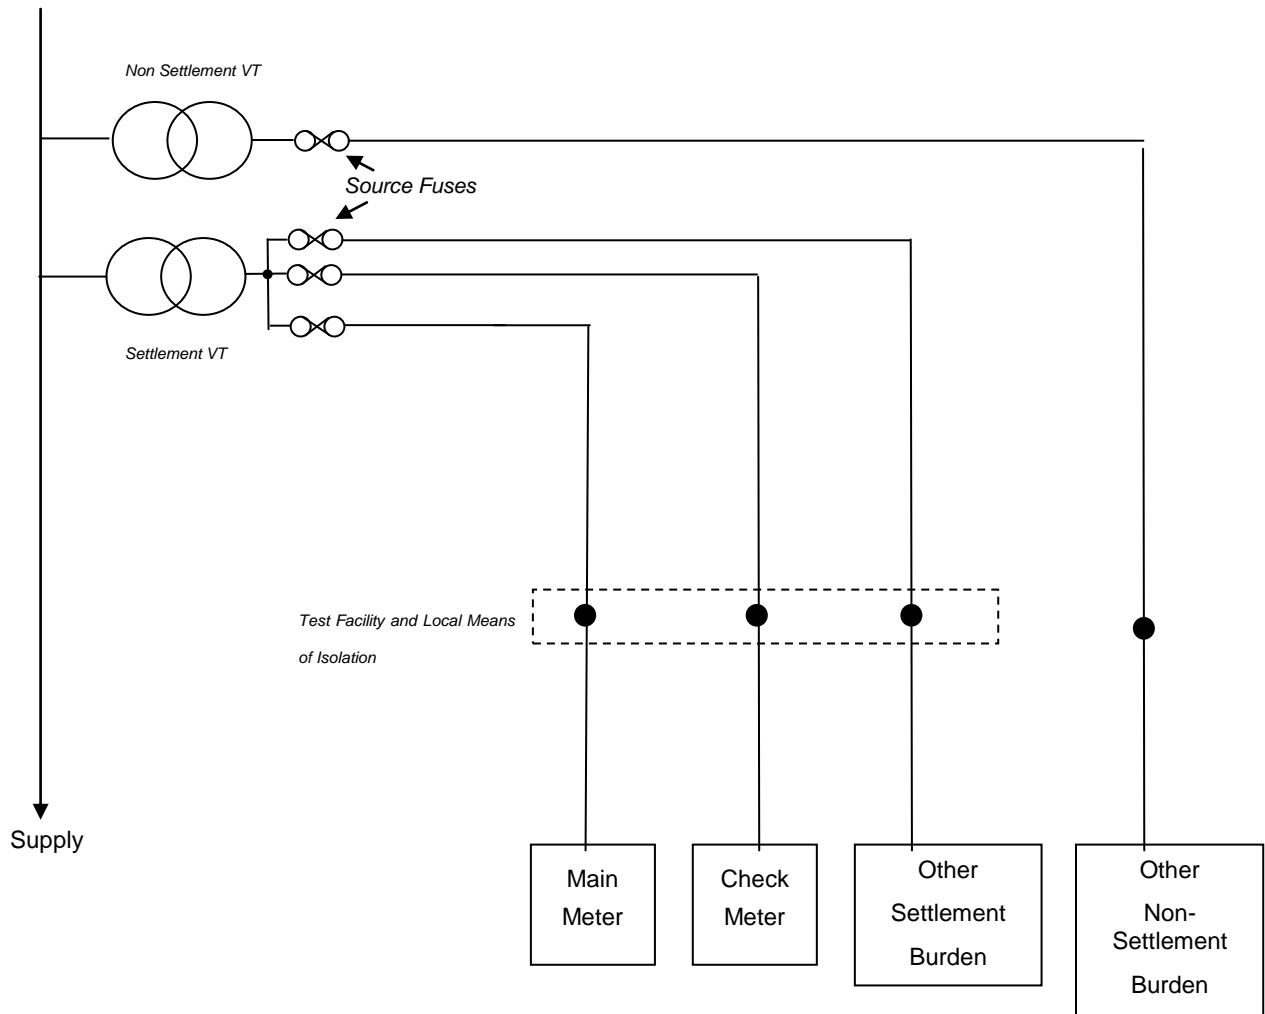 Non Settlement VT
Source Fuses
Settlement VT
Test Facility and Local Means
of Isolation
Supply
Main
Meter
Check
Meter
Other
Settlement
Burden
Other
Non-
Settlement
Burden